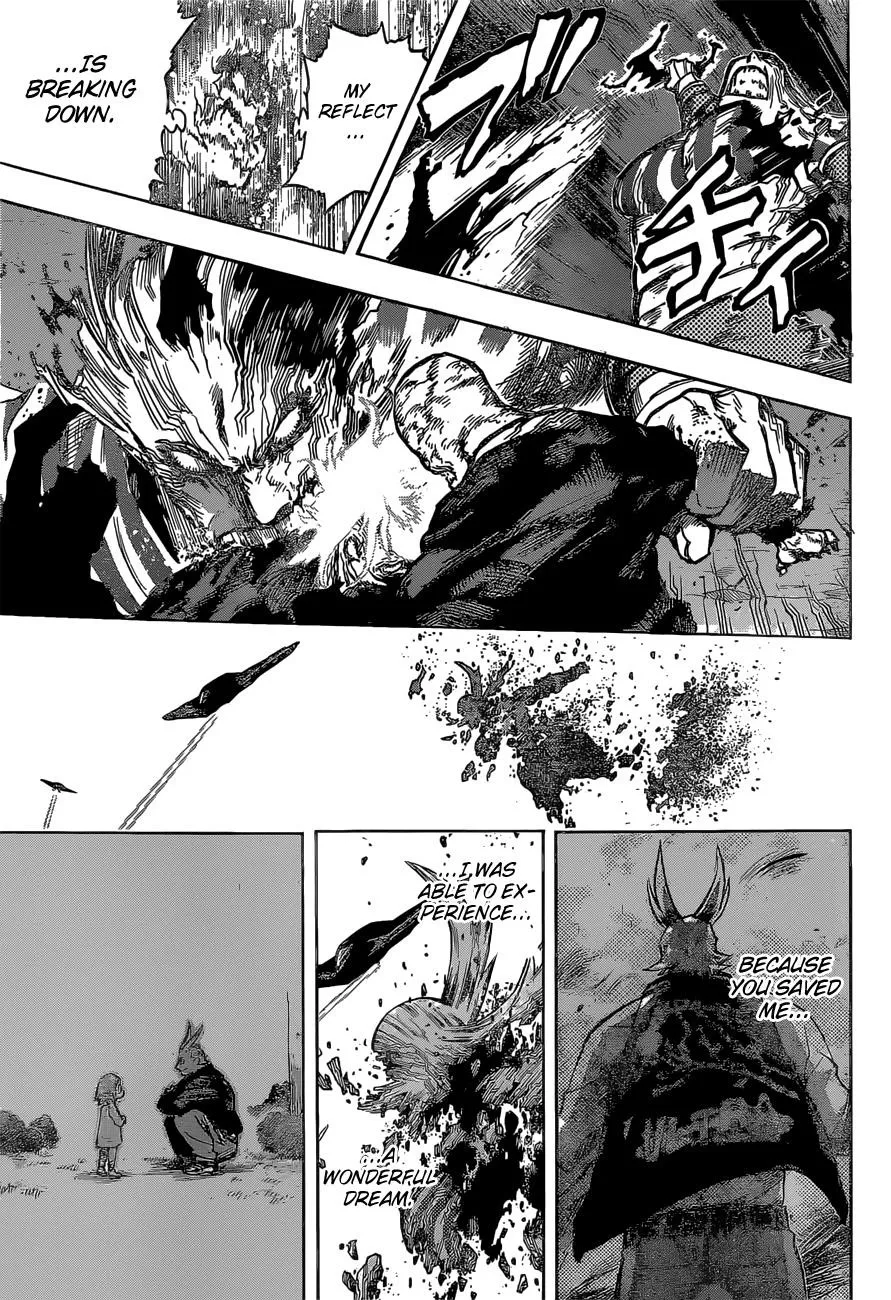 ブチィ
MY
REFLECT
...
...IS
BREAKING
DOWN.
BECAUSE
YOU SAVED
ME...
...I WAS
ABLE TO EX-
PERIENCE...
...A
WONDERFUL
DREAM.